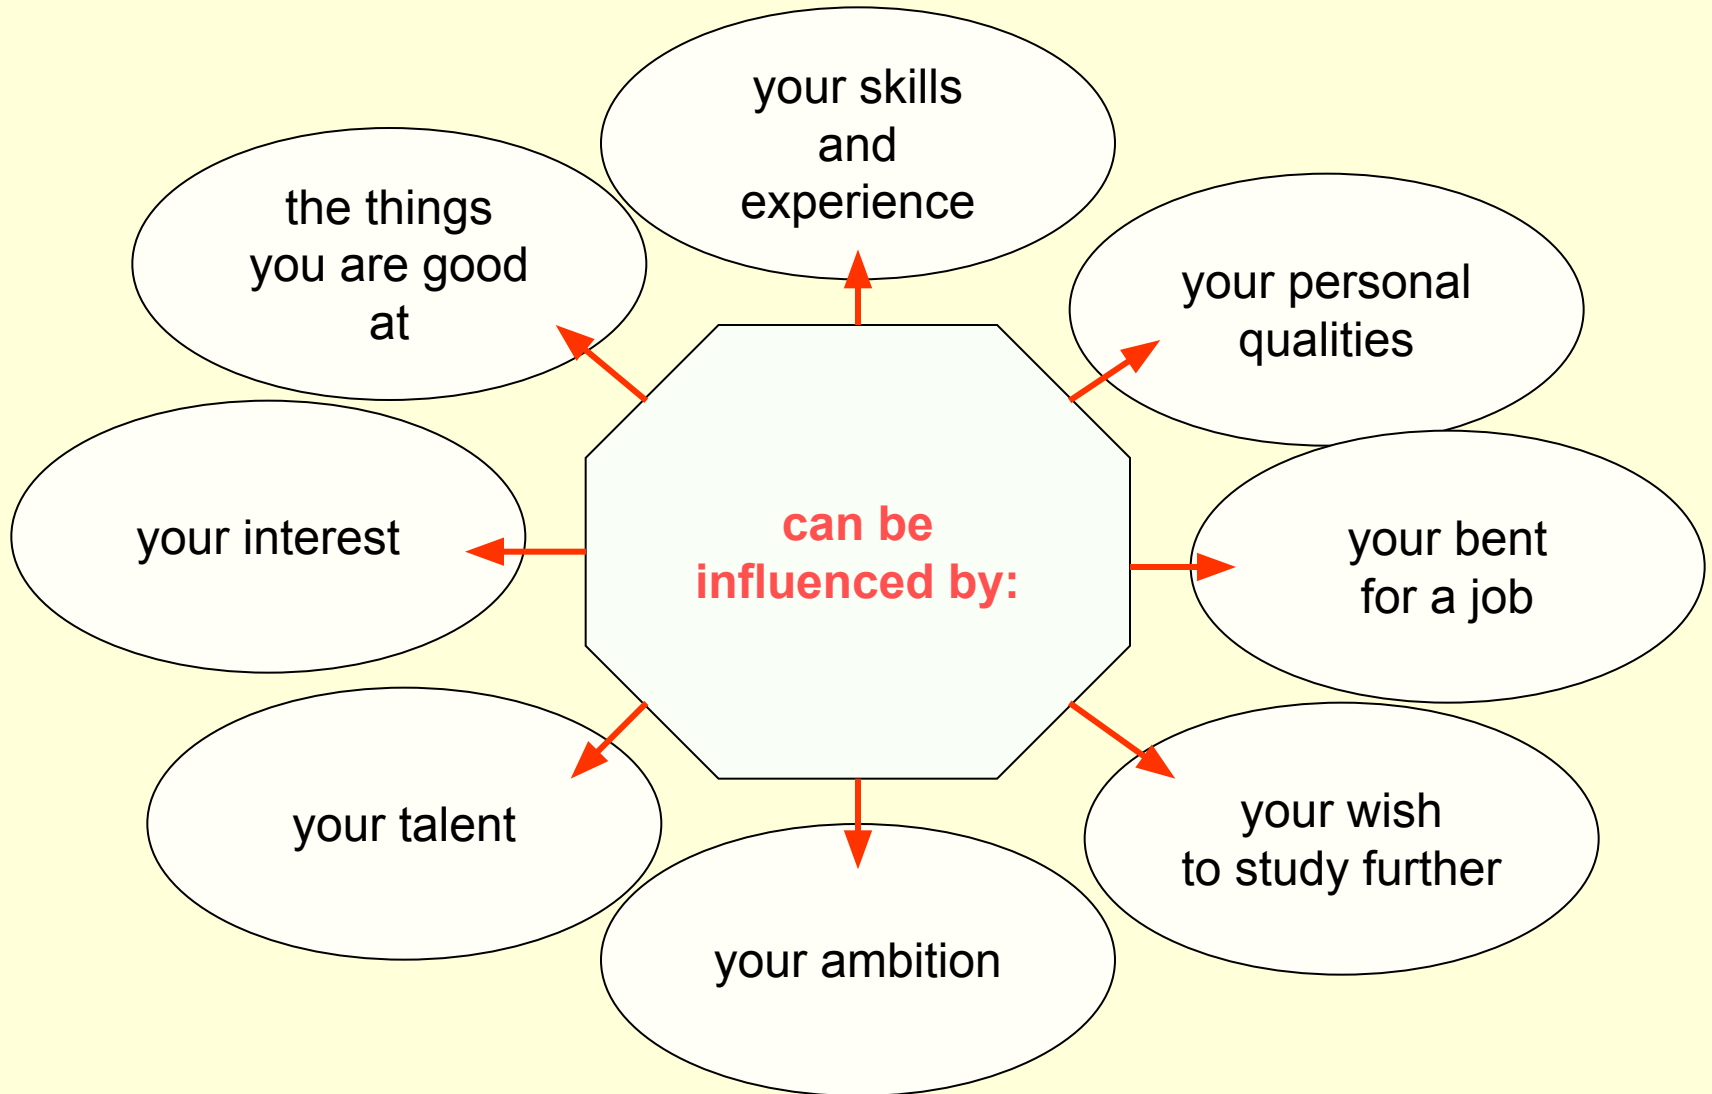 your skills
and
experience
the things
you are good
at
your personal
qualities
your interest
can be
influenced by:
your bent
for a job
your talent
your wish
to study further
your ambition